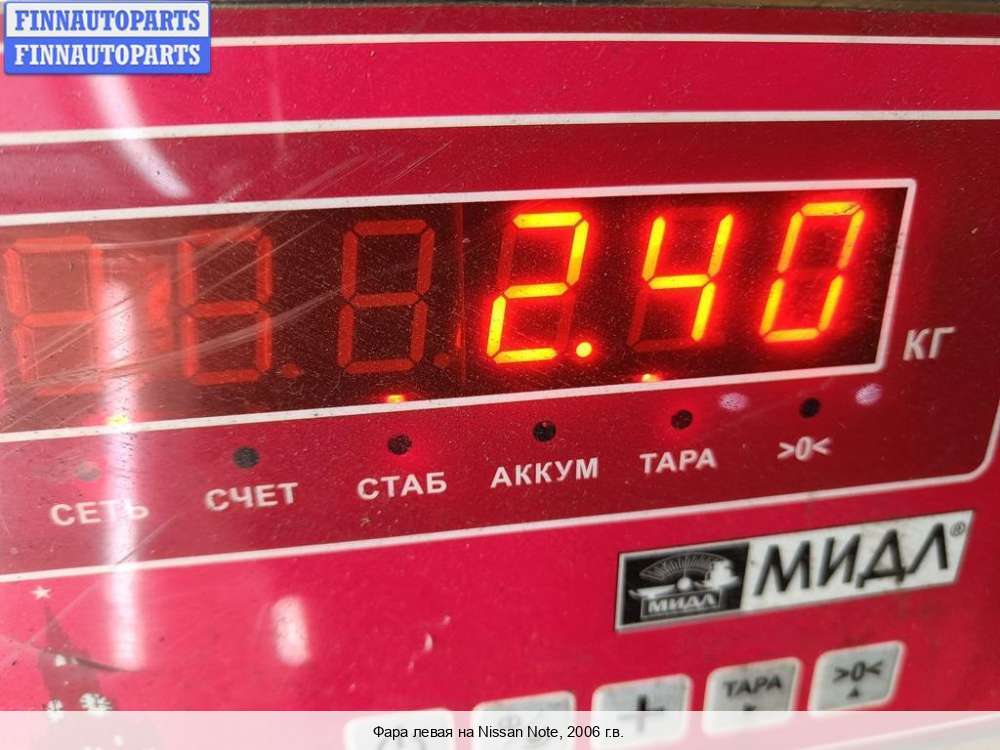 FINNAUTOPARTS
FINNAUTOPARTS
2.40
КГ
СЕТЬ СЧЕТ СТАБ АККУМ ТАРА >0<
МИДЛ МИДЛ®
+ ТАРА >0<
Фара левая на Nissan Note, 2006 г.в.